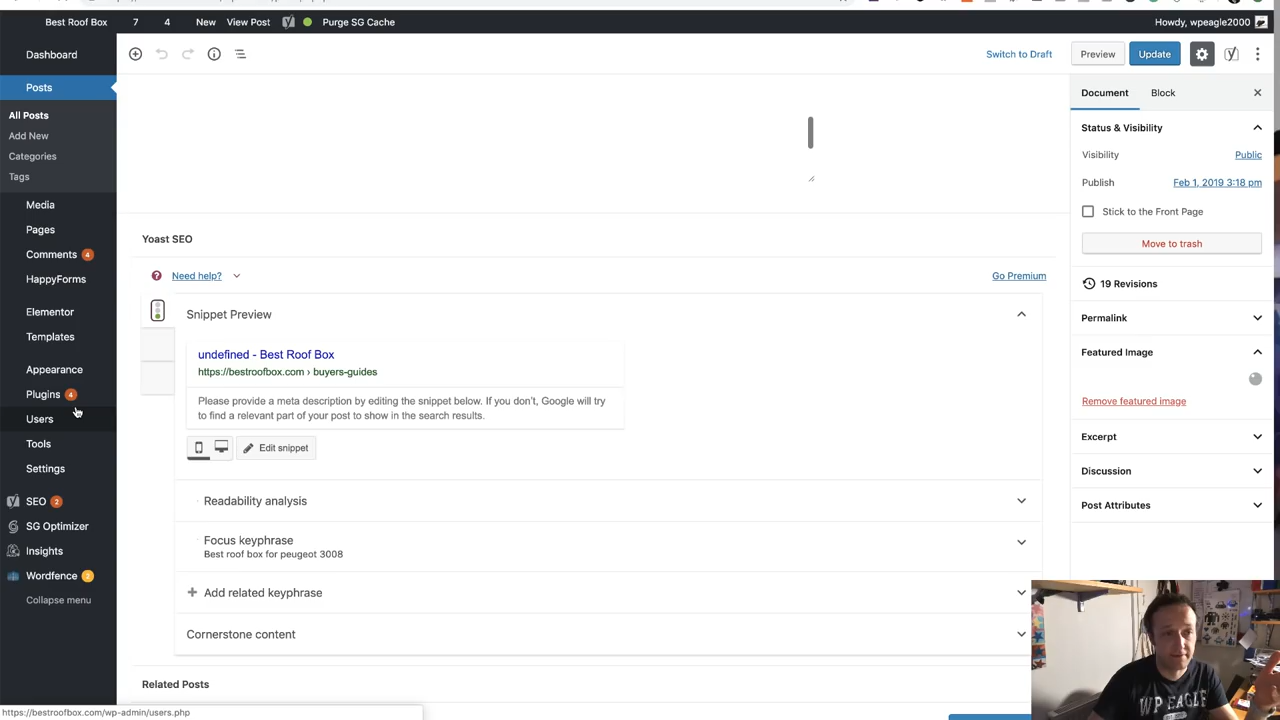 Best Roof Box
7
4
New
View Post
Purge SG Cache
Howdy, wpeagle2000
Dashboard
Posts
All Posts
Add New
Categories
Tags
Media
Pages
Comments 4
HappyForms
Elementor
Templates
Appearance
Plugins 4
Users
Tools
Settings
SEO 2
SG Optimizer
Insights
Wordfence 2
Collapse menu
Switch to Draft
Preview
Update
Yoast SEO
Need help?
Go Premium
Snippet Preview
undefined - Best Roof Box
https://bestroofbox.com › buyers-guides
Please provide a meta description by editing the snippet below. If you don't, Google will try
to find a relevant part of your post to show in the search results.
Edit snippet
Readability analysis
Focus keyphrase
Best roof box for peugeot 3008
Add related keyphrase
Cornerstone content
Related Posts
Document
Block
Status & Visibility
Visibility
Public
Publish
Feb 1, 2019 3:18 pm
Stick to the Front Page
Move to trash
19 Revisions
Permalink
Featured Image
Remove featured image
Excerpt
Discussion
Post Attributes
WP EAGLE
https://bestroofbox.com/wp-admin/users.php